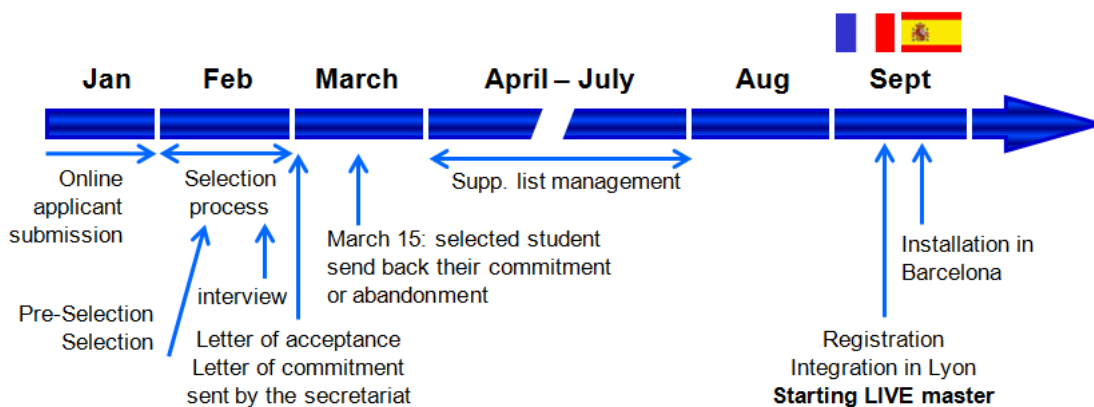 Jan
Feb
March
April – July
Aug
Sept
Online
applicant
submission
Selection
process
Supp. list management
March 15: selected student
send back their commitment
or abandonment
Installation in
Barcelona
interview
Pre-Selection
Selection
Letter of acceptance
Letter of commitment
sent by the secretariat
Registration
Integration in Lyon
Starting LIVE master